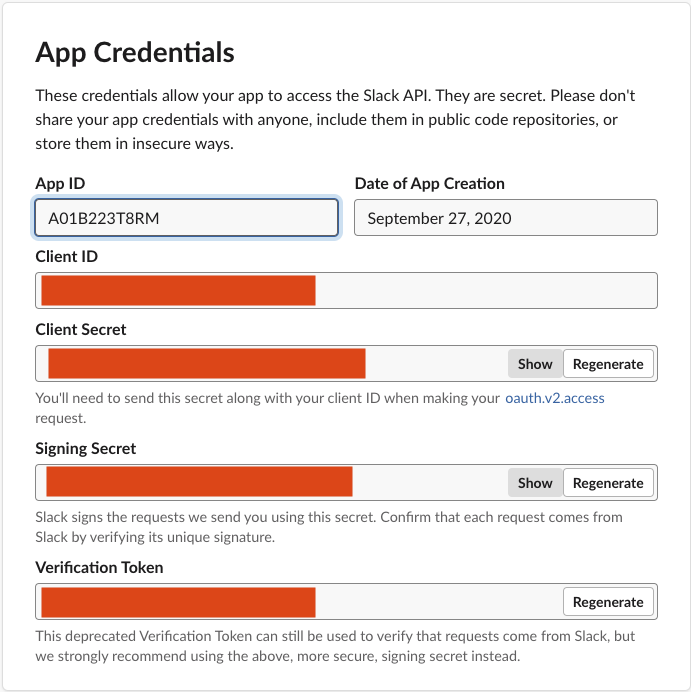 App Credentials
These credentials allow your app to access the Slack API. They are secret. Please don't
share your app credentials with anyone, include them in public code repositories, or
store them in insecure ways.
App ID
Date of App Creation
A01B223T8RM
September 27, 2020
Client ID
Client Secret
Show
Regenerate
You'll need to send this secret along with your client ID when making your oauth.v2.access
request.
Signing Secret
Show
Regenerate
Slack signs the requests we send you using this secret. Confirm that each request comes from
Slack by verifying its unique signature.
Verification Token
Regenerate
This deprecated Verification Token can still be used to verify that requests come from Slack, but
we strongly recommend using the above, more secure, signing secret instead.